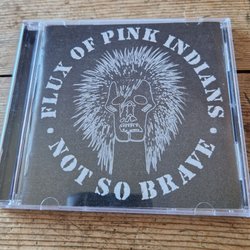 FLUX OF PINK INDIANS
NOT SO BRAVE